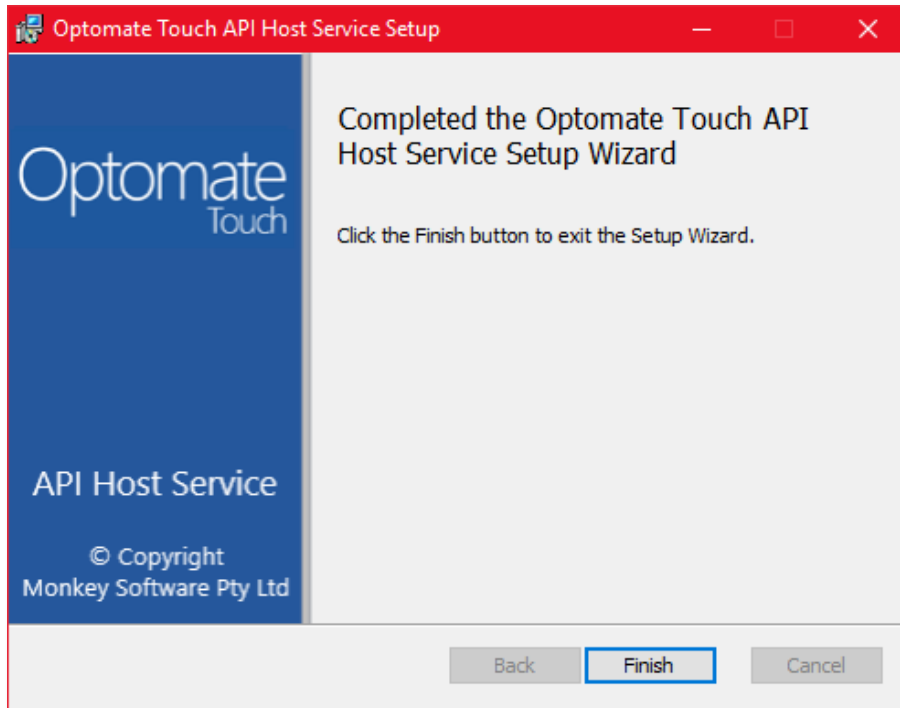 Optomate Touch API Host Service Setup
Optomate
Touch
API Host Service
© Copyright
Monkey Software Pty Ltd
Completed the Optomate Touch API
Host Service Setup Wizard
Click the Finish button to exit the Setup Wizard.
Back
Finish
Cancel